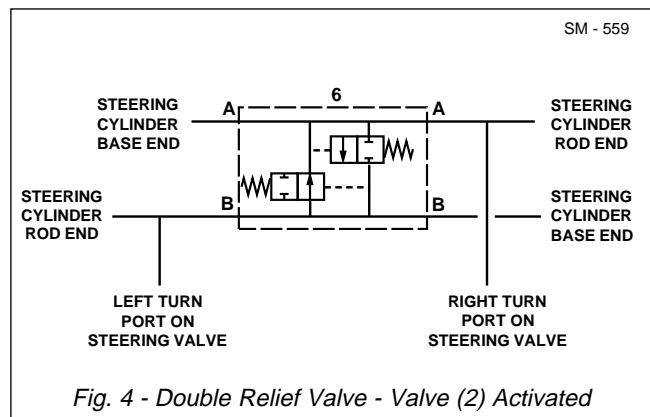 SM - 559
6
STEERING
CYLINDER
BASE END
A
A
STEERING
CYLINDER
ROD END
STEERING
CYLINDER
ROD END
B
B
STEERING
CYLINDER
BASE END
LEFT TURN
PORT ON
STEERING VALVE
RIGHT TURN
PORT ON
STEERING VALVE
Fig. 4 - Double Relief Valve - Valve (2) Activated